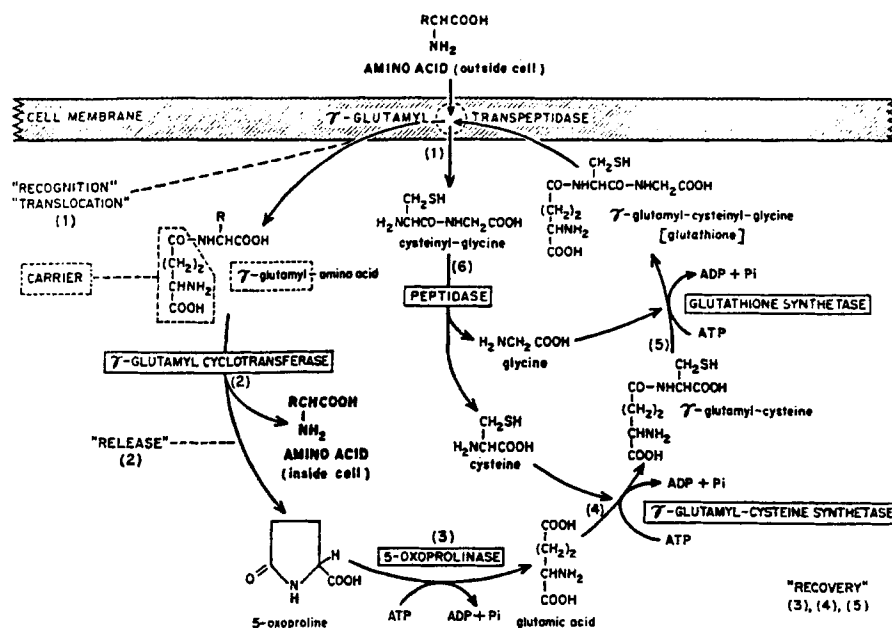 RCHCOOH
NH2
AMINO ACID (outside cell)
CELL MEMBRANE
γ-GLUTAMYL TRANSPEPTIDASE
(1)
"RECOGNITION"
"TRANSLOCATION"
(1)
CARRIER
R
CO-NHCHCOOH
(CH2)2
CHNH2
COOH
γ-glutamyl-amino acid
CH2SH
H2NCHCO-NHCH2COOH
cysteinyl-glycine
(6)
PEPTIDASE
CH2SH
CO-NHCHCO-NHCH2COOH
(CH2)2
CHNH2
COOH
γ-glutamyl-cysteinyl-glycine
[glutathione]
ADP + Pi
GLUTATHIONE SYNTHETASE
ATP
(5)
H2NCH2COOH
glycine
γ-GLUTAMYL CYCLOTRANSFERASE
(2)
RCHCOOH
NH2
AMINO ACID
(inside cell)
"RELEASE"
(2)
CH2SH
H2NCHCOOH
cysteine
CH2SH
CO-NHCHCOOH
(CH2)2
CHNH2
COOH
γ-glutamyl-cysteine
ADP + Pi
(4)
γ-GLUTAMYL-CYSTEINE SYNTHETASE
ATP
O
N
H
H
COOH
5-oxoproline
(3)
5-OXOPROLINASE
ATP
ADP+Pi
COOH
(CH2)2
CHNH2
COOH
glutamic acid
"RECOVERY"
(3), (4), (5)